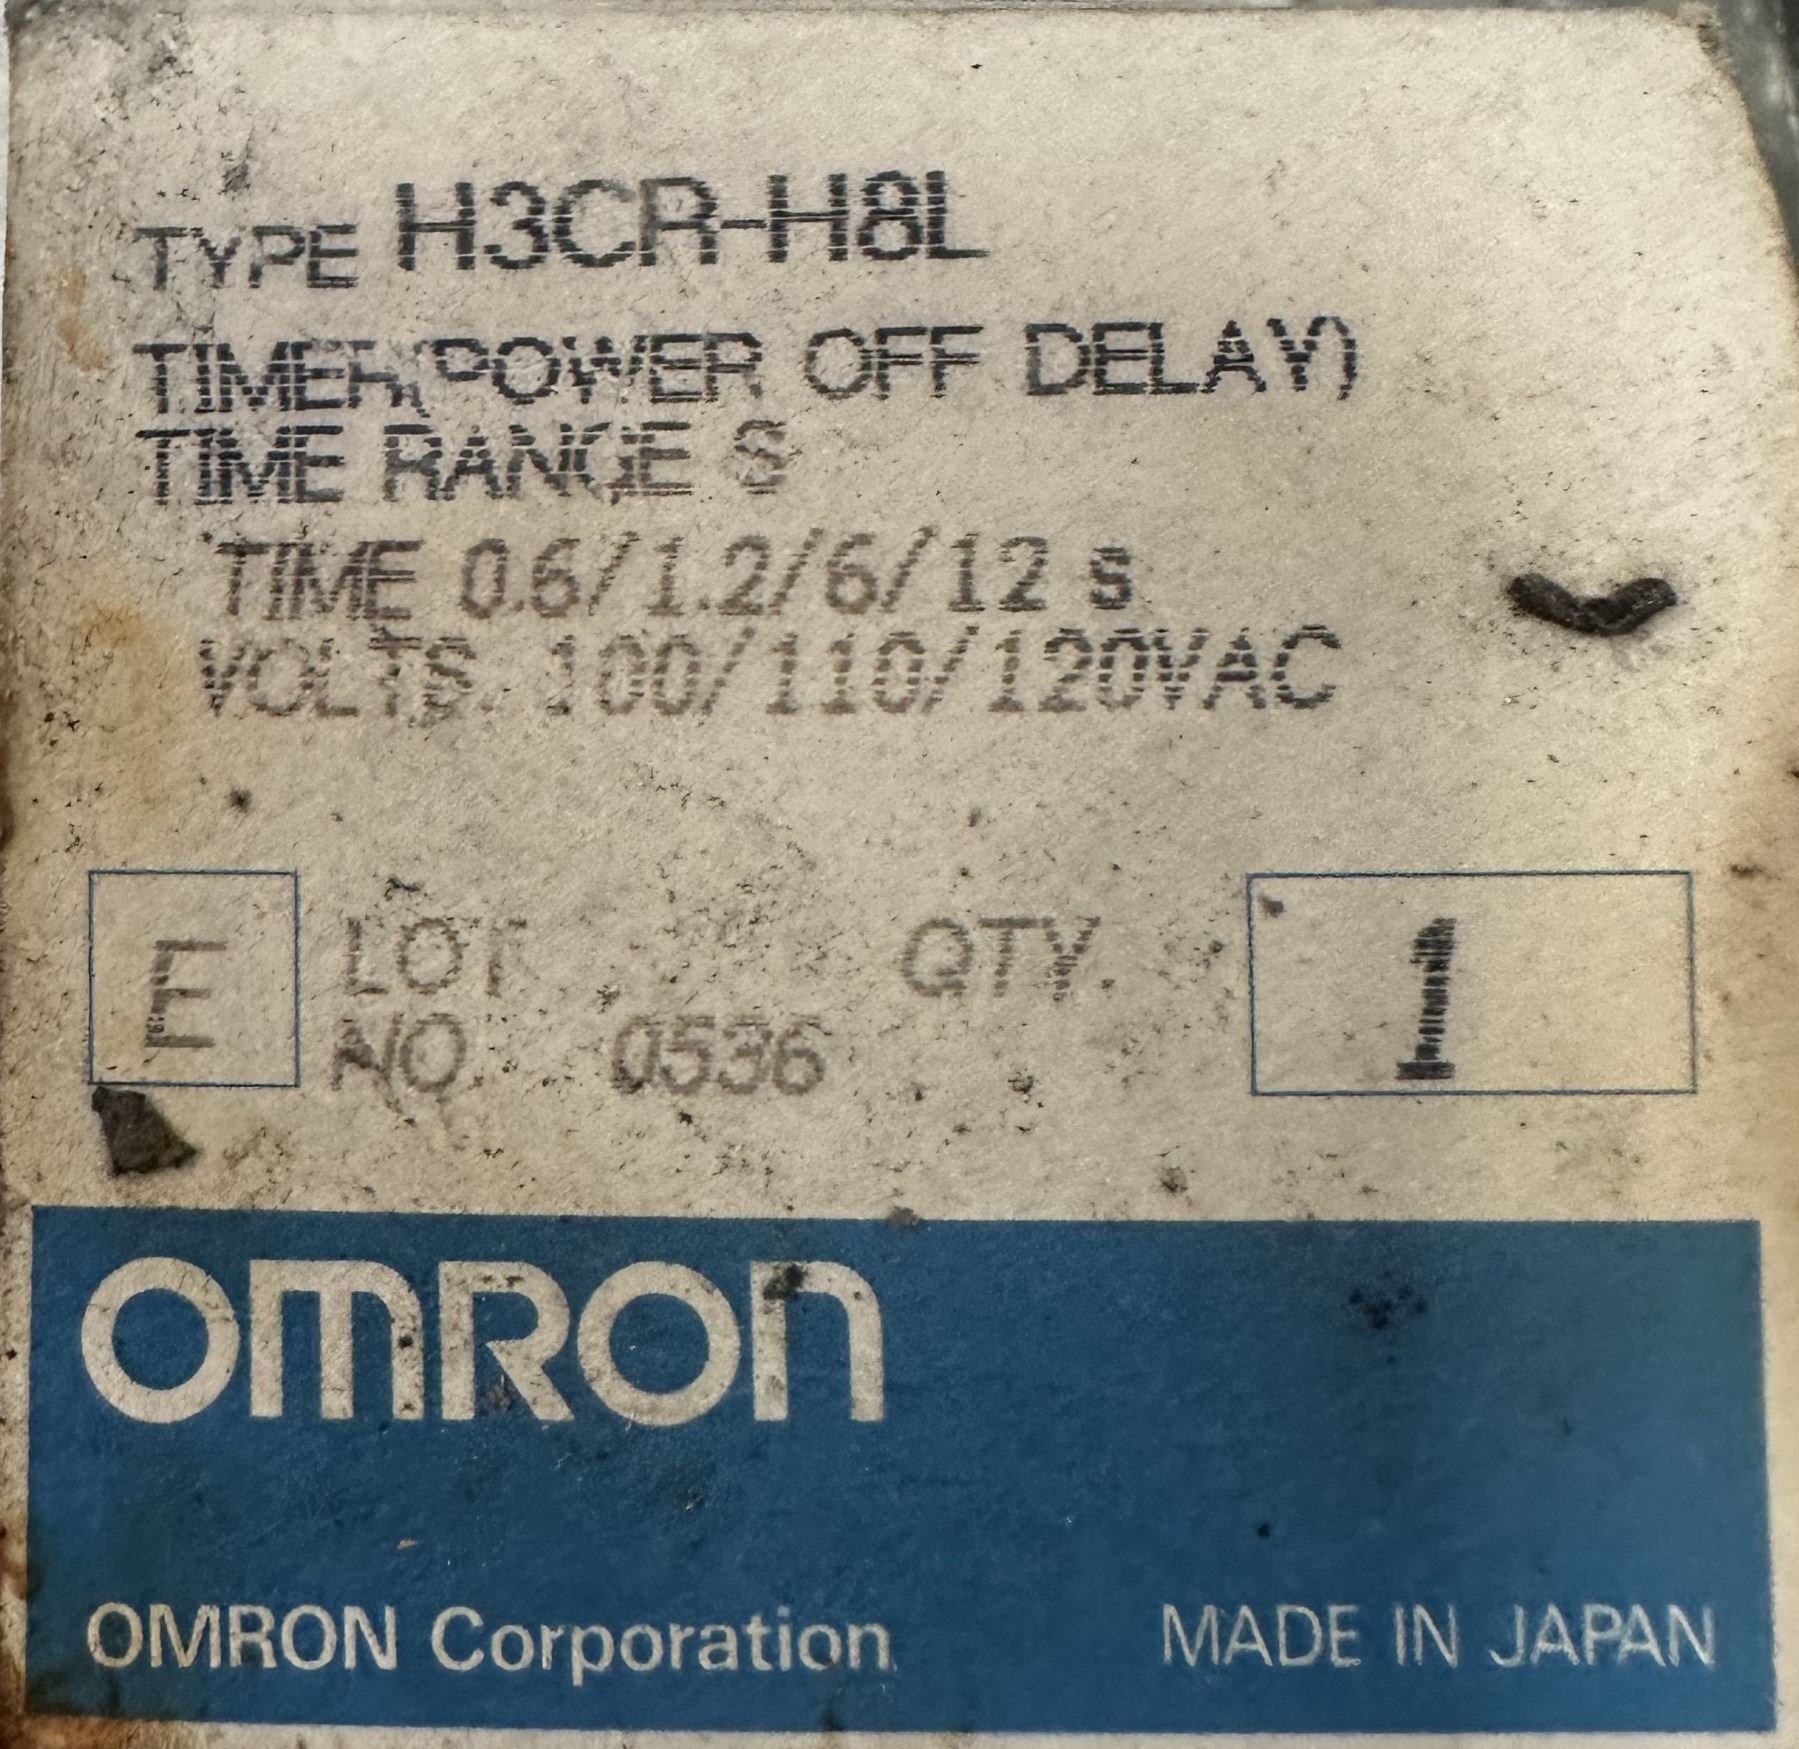 TYPE H3CR-H8L
TIMER(POWER OFF DELAY)
TIME RANGE S
TIME 0.6/1.2/6/12 s
VOLTS. 100/110/120VAC
E
LOT NO. 0536
QTY. 1
OMRON
OMRON Corporation
MADE IN JAPAN